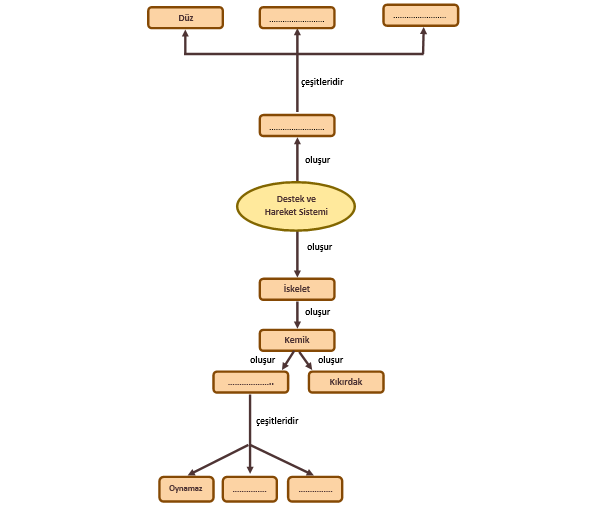 Düz
........................
.......................
çeşitleridir
........................
oluşur
Destek ve
Hareket Sistemi
oluşur
İskelet
oluşur
Kemik
oluşur
oluşur
....................
Kıkırdak
çeşitleridir
Oynamaz
...............
...............